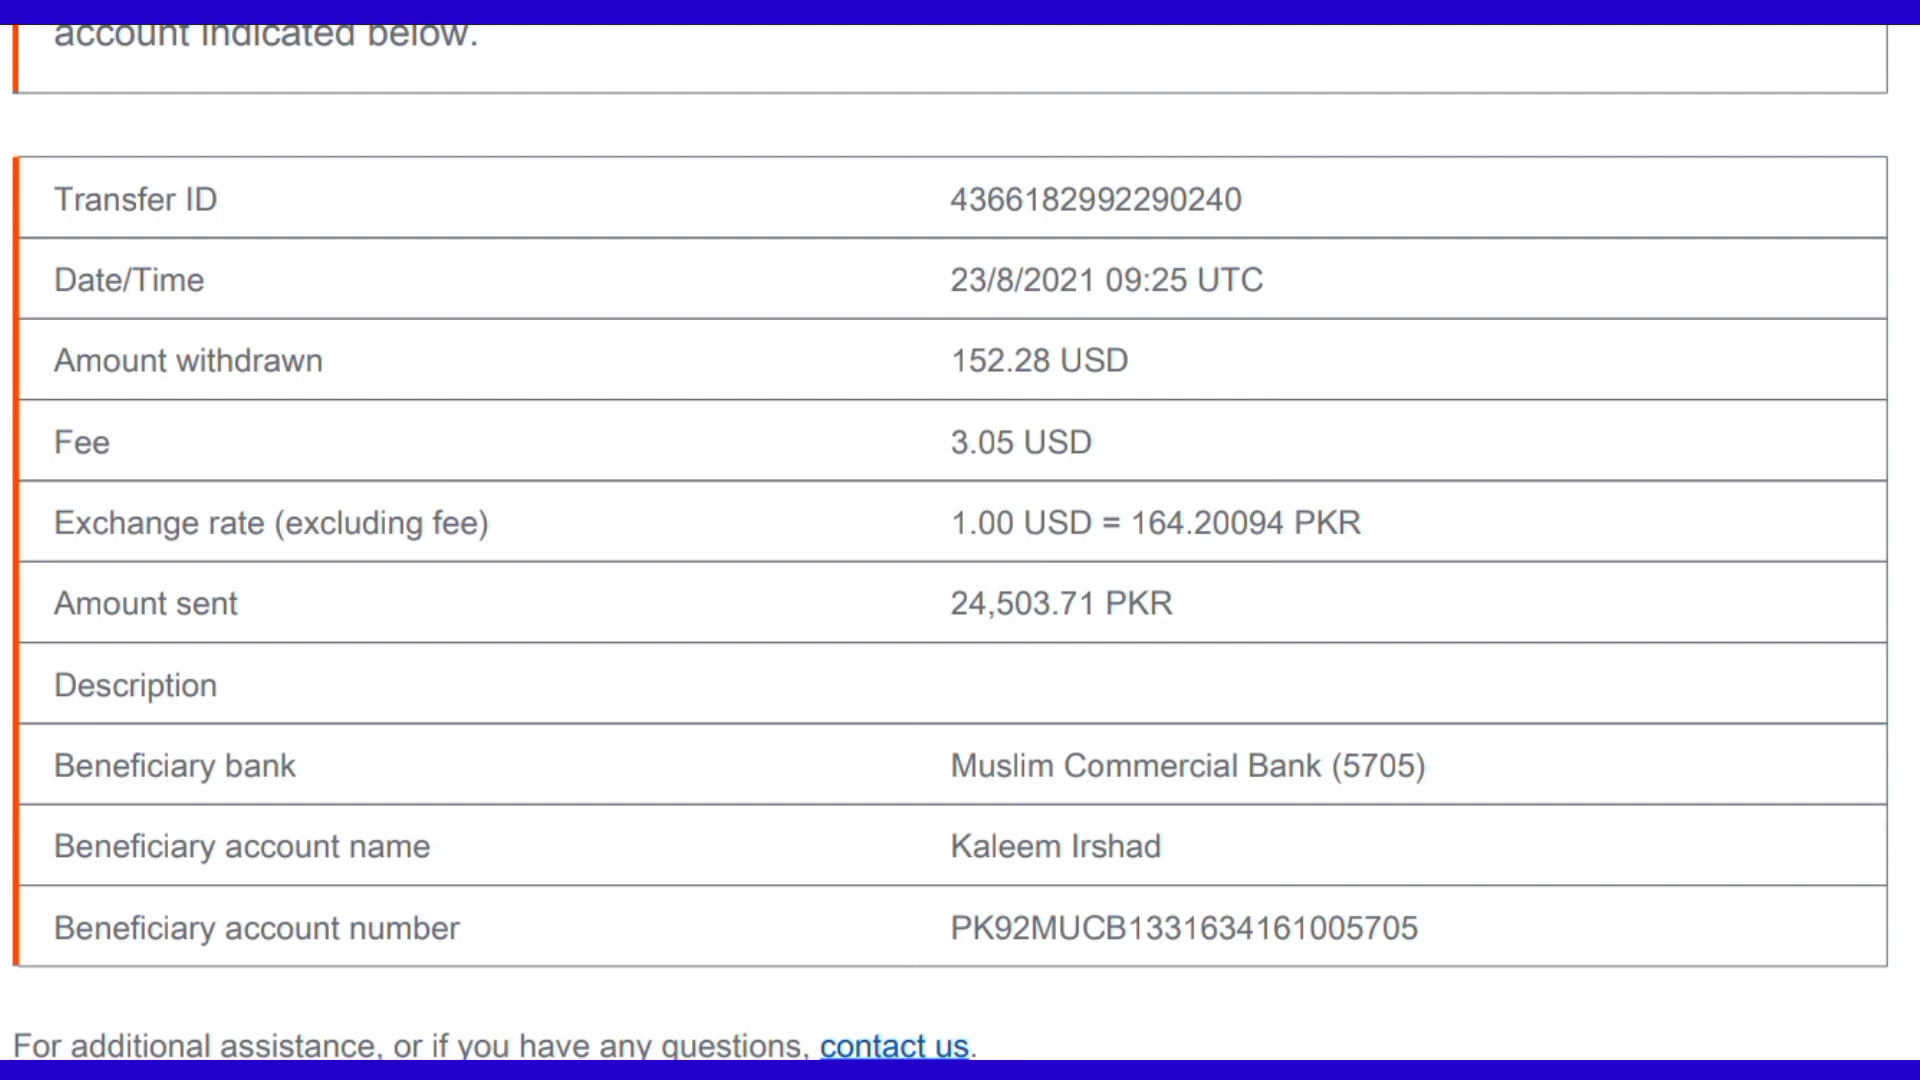 account indicated below.
Transfer ID 4366182992290240
Date/Time 23/8/2021 09:25 UTC
Amount withdrawn 152.28 USD
Fee 3.05 USD
Exchange rate (excluding fee) 1.00 USD = 164.20094 PKR
Amount sent 24,503.71 PKR
Description
Beneficiary bank Muslim Commercial Bank (5705)
Beneficiary account name Kaleem Irshad
Beneficiary account number PK92MUCB1331634161005705
For additional assistance, or if you have any questions, contact us.